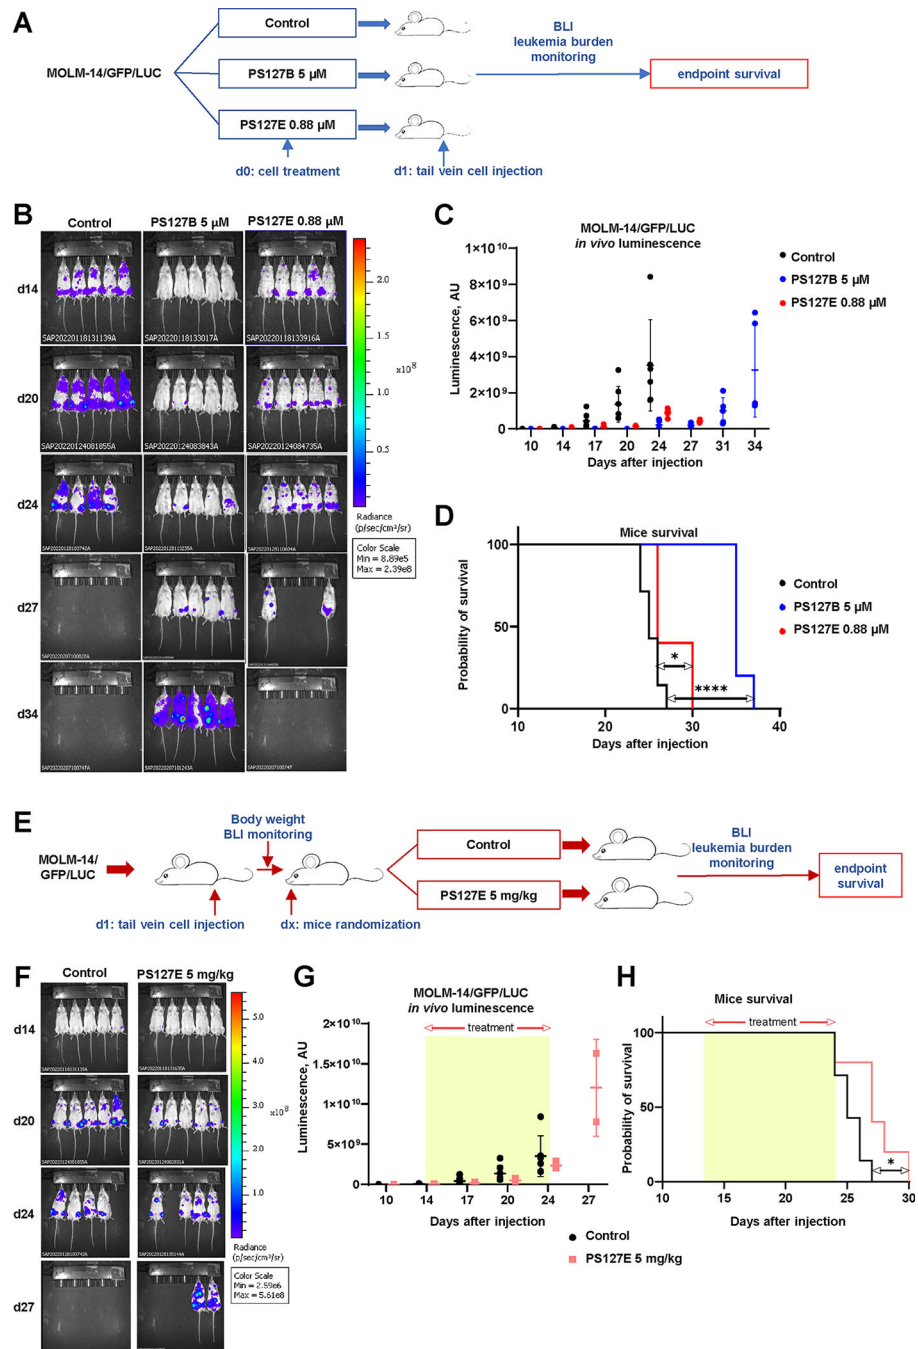 A
MOLM-14/GFP/LUC
Control
PS127B 5 µM
PS127E 0.88 µM
d0: cell treatment
d1: tail vein cell injection
BLI
leukemia burden
monitoring
endpoint survival
B
Control
PS127B 5 µM
PS127E 0.88 µM
d14
SAP20220118131139A
SAP20220118133017A
SAP20220118133916A
d20
SAP20220124081855A
SAP20220124083843A
SAP20220124084735A
d24
SAP20220128103742A
d27
d34
2.0
1.5
x10⁸
1.0
0.5
Radiance
(p/sec/cm²/sr)
Color Scale
Min = 8.89e5
Max = 2.39e8
C
MOLM-14/GFP/LUC
in vivo luminescence
Luminescence, AU
1×10¹⁰
8×10⁹
6×10⁹
4×10⁹
2×10⁹
0
10
14
17
20
24
27
31
34
Days after injection
Control
PS127B 5 µM
PS127E 0.88 µM
D
Mice survival
Probability of survival
100
50
0
10
20
30
40
Days after injection
*
****
Control
PS127B 5 µM
PS127E 0.88 µM
E
MOLM-14/
GFP/LUC
Body weight
BLI monitoring
d1: tail vein cell injection
dx: mice randomization
Control
PS127E 5 mg/kg
BLI
leukemia burden
monitoring
endpoint
survival
F
Control
PS127E 5 mg/kg
d14
d20
d24
d27
5.0
4.0
x10⁸
3.0
2.0
1.0
Radiance
(p/sec/cm²/sr)
Color Scale
Min = 2.59e6
Max = 5.61e8
G
MOLM-14/GFP/LUC
in vivo luminescence
treatment
Luminescence, AU
2×10¹⁰
1×10¹⁰
1×10¹⁰
5×10⁹
0
10
14
17
20
24
27
Days after injection
Control
PS127E 5 mg/kg
H
Mice survival
treatment
Probability of survival
100
50
0
10
15
20
25
30
Days after injection
*